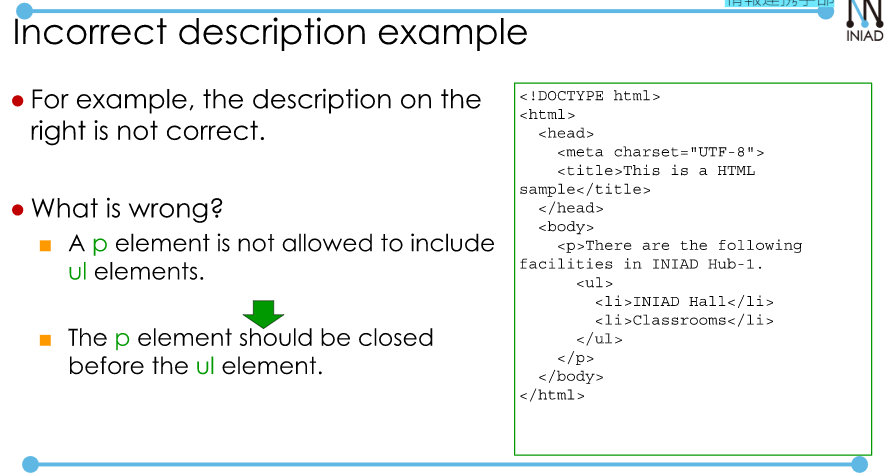 情報連携学部
Incorrect description example
INIAD
For example, the description on the
right is not correct.
What is wrong?
A p element is not allowed to include
ul elements.
The p element should be closed
before the ul element.
<!DOCTYPE html>
<html>
  <head>
    <meta charset="UTF-8">
    <title>This is a HTML
sample</title>
  </head>
  <body>
    <p>There are the following
facilities in INIAD Hub-1.
      <ul>
        <li>INIAD Hall</li>
        <li>Classrooms</li>
      </ul>
    </p>
  </body>
</html>